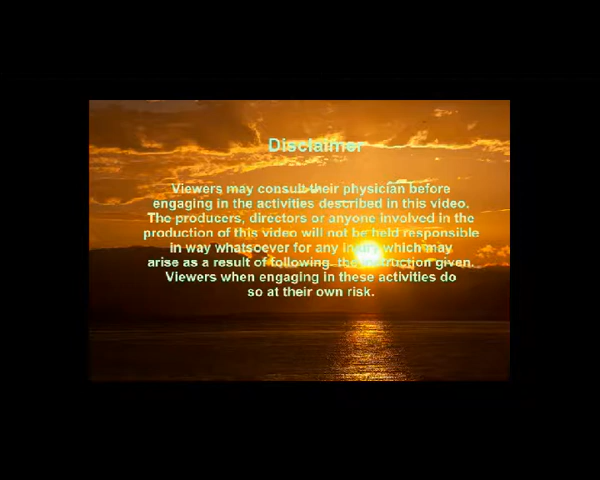 Disclaimer
Viewers may consult their physician before
engaging in the activities described in this video.
The producers, directors or anyone involved in the
production of this video will not be held responsible
in way whatsoever for any injury which may
arise as a result of following the instruction given.
Viewers when engaging in these activities do
so at their own risk.